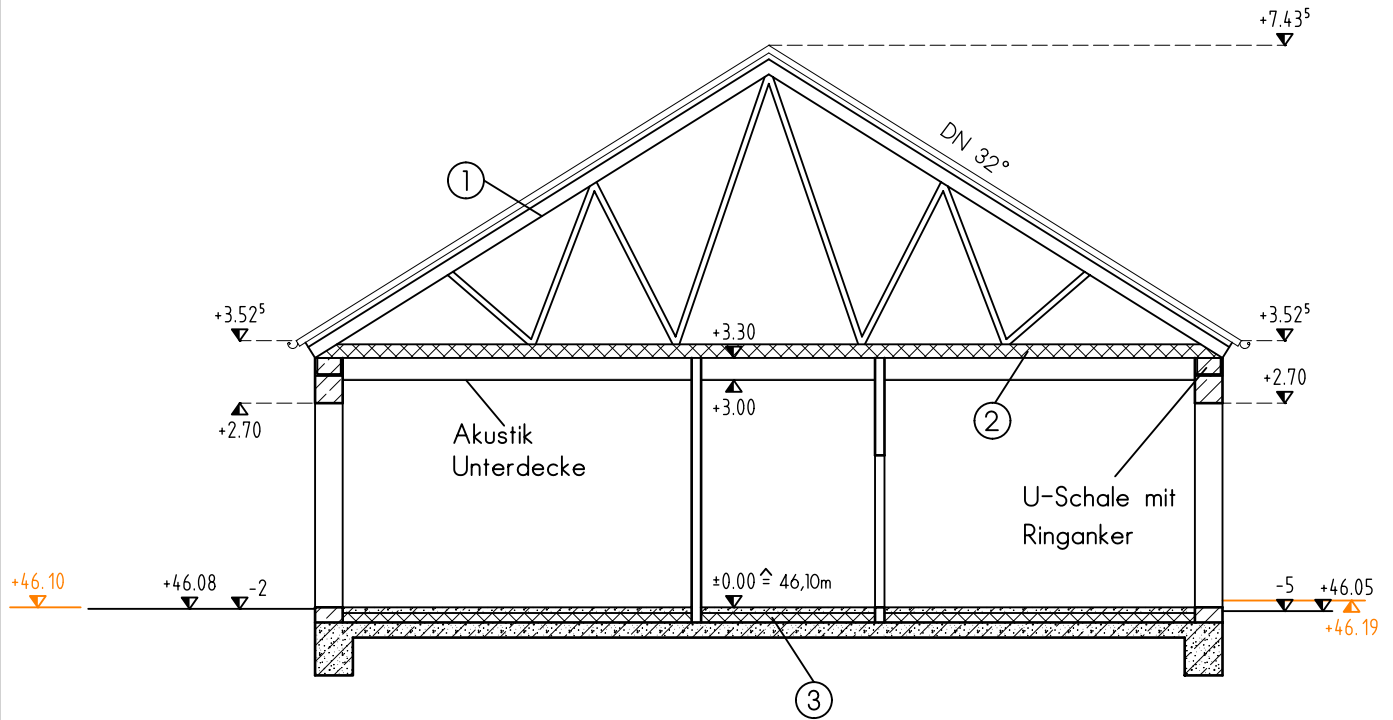 +7.43⁵
DN 32°
1
+3.52⁵
+3.52⁵
+3.30
+2.70
+3.00
+2.70
2
Akustik
Unterdecke
U-Schale mit
Ringanker
+46.10
+46.08
-2
±0.00 ≙ 46,10m
-5
+46.05
+46.19
3